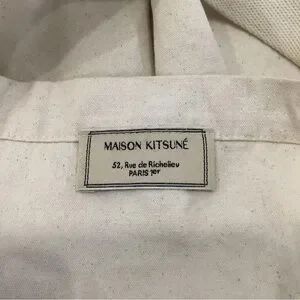 MAISON KITSUNÉ
52, Rue de Richelieu
PARIS 1er